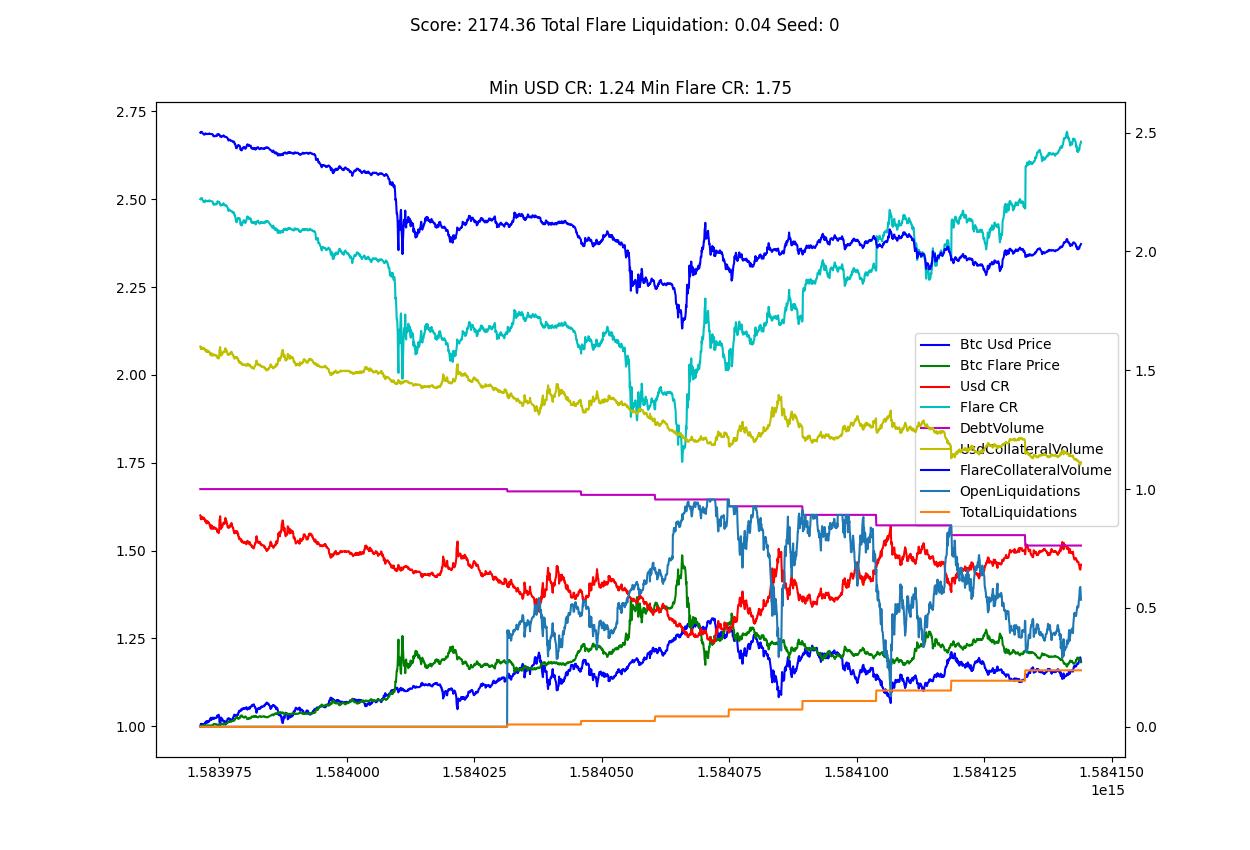 Score: 2174.36 Total Flare Liquidation: 0.04 Seed: 0
Min USD CR: 1.24 Min Flare CR: 1.75
2.75
2.50
2.25
2.00
1.75
1.50
1.25
1.00
2.5
2.0
1.5
1.0
0.5
0.0
Btc Usd Price
Btc Flare Price
Usd CR
Flare CR
DebtVolume
UsdCollateralVolume
FlareCollateralVolume
OpenLiquidations
TotalLiquidations
1.583975 1.584000 1.584025 1.584050 1.584075 1.584100 1.584125 1.584150
1e15